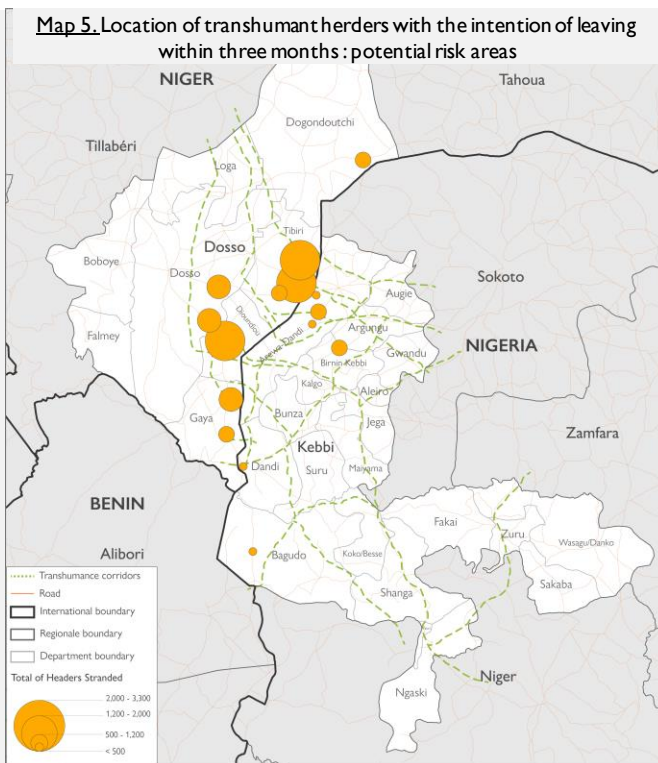 Map 5. Location of transhumant herders with the intention of leaving
within three months : potential risk areas
NIGER
Tahoua
Dogondoutchi
Tillabéri
Loga
Tibiri
Dosso
Boboye
Dosso
Sokoto
Augie
Dioundiou
Argungu
Falmey
Arewa Dandi
NIGERIA
Gwandu
Birnin-Kebbi
Kalgo
Aleiro
Gaya
Bunza
Jega
Zamfara
Kebbi
Dandi
Suru
Maiyama
BENIN
Fakai
Zuru
Wasagu/Danko
Alibori
Bagudo
Koko/Besse
Sakaba
Shanga
Niger
Ngaski
Transhumance corridors
Road
International boundary
Regionale boundary
Department boundary
Total of Headers Stranded
2,000 - 3,300
1,200 - 2,000
500 - 1,200
< 500